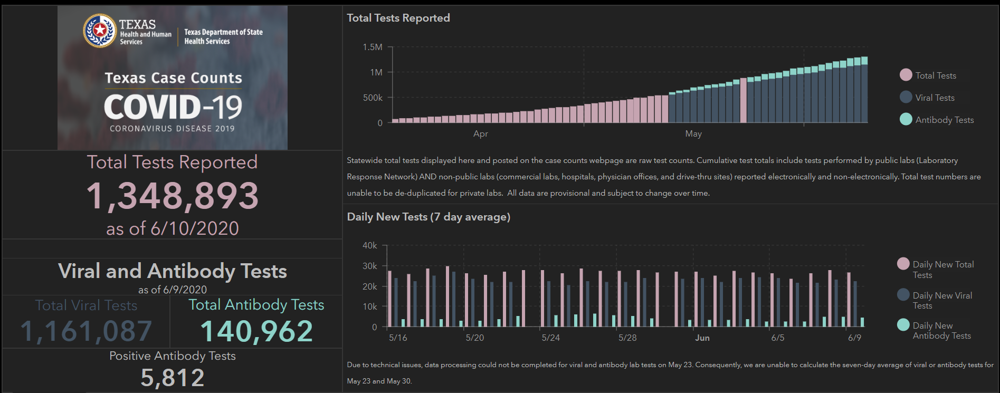 TEXAS
Health and Human
Services
Texas Department of State
Health Services
Texas Case Counts
COVID-19
CORONAVIRUS DISEASE 2019
Total Tests Reported
1,348,893
as of 6/10/2020
Viral and Antibody Tests
as of 6/9/2020
Total Viral Tests
1,161,087
Total Antibody Tests
140,962
Positive Antibody Tests
5,812
Total Tests Reported
1.5M
1M
500k
0
Apr
May
Total Tests
Viral Tests
Antibody Tests
Statewide total tests displayed here and posted on the case counts webpage are raw test counts. Cumulative test totals include tests performed by public labs (Laboratory
Response Network) AND non-public labs (commercial labs, hospitals, physician offices, and drive-thru sites) reported electronically and non-electronically. Total test numbers are
unable to be de-duplicated for private labs.  All data are provisional and subject to change over time.
Daily New Tests (7 day average)
40k
30k
20k
10k
0
5/16
5/20
5/24
5/28
Jun
6/5
6/9
Daily New Total
Tests
Daily New Viral
Tests
Daily New
Antibody Tests
Due to technical issues, data processing could not be completed for viral and antibody lab tests on May 23. Consequently, we are unable to calculate the seven-day average of viral or antibody tests for
May 23 and May 30.